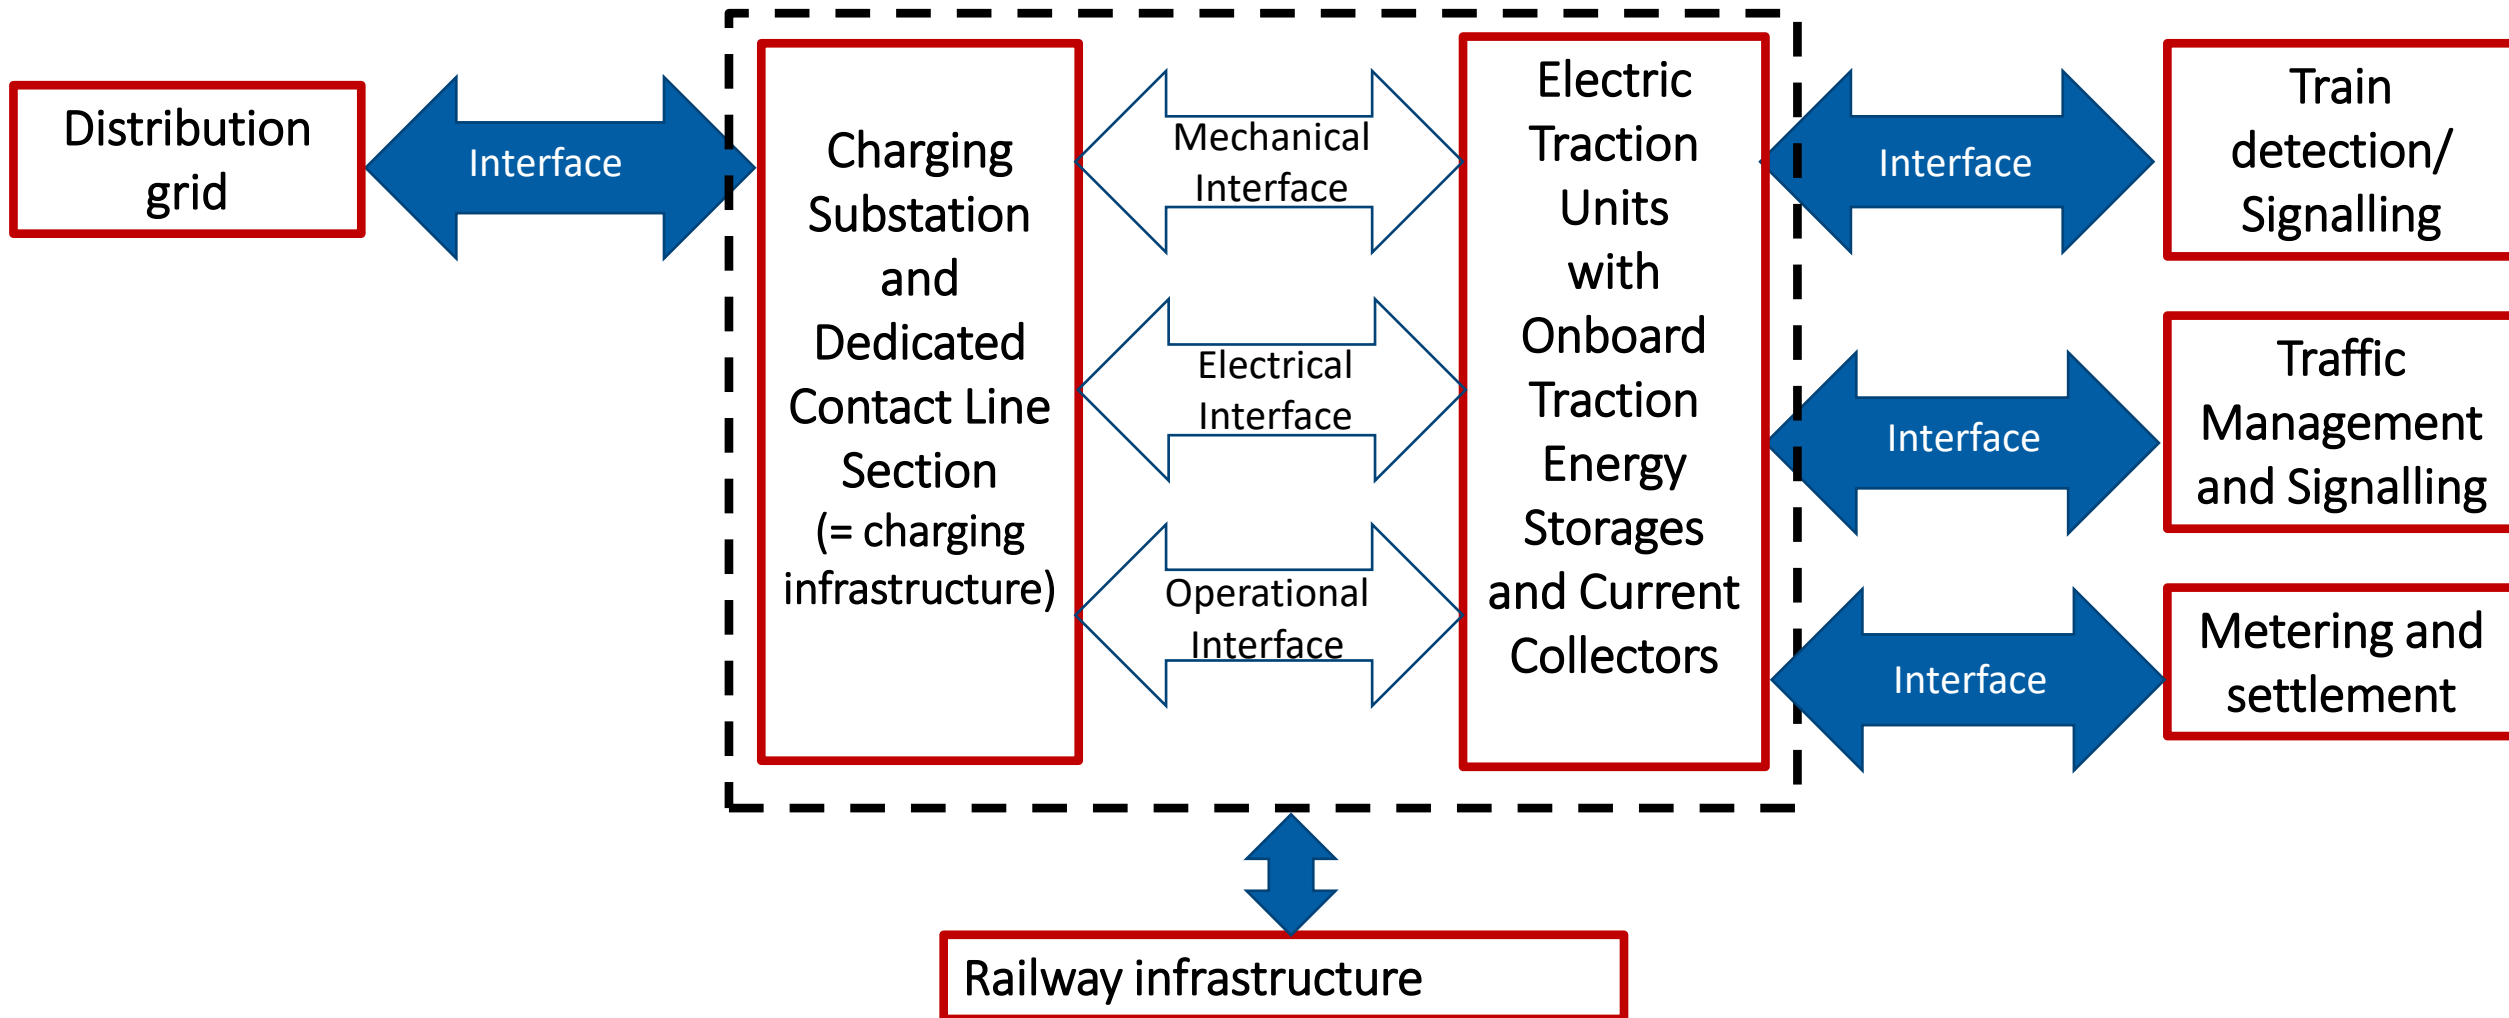 Distribution
grid
Interface
Charging
Substation
and
Dedicated
Contact Line
Section
(= charging
infrastructure)
Mechanical
Interface
Electrical
Interface
Operational
Interface
Electric
Traction
Units
with
Onboard
Traction
Energy
Storages
and Current
Collectors
Interface
Train
detection/
Signalling
Interface
Traffic
Management
and Signalling
Interface
Metering and
settlement
Railway infrastructure